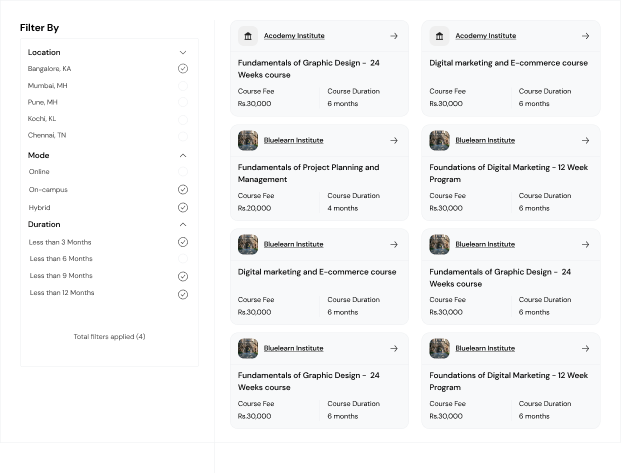 Filter By
Location
Bangalore, KA
Mumbai, MH
Pune, MH
Kochi, KL
Chennai, TN
Mode
Online
On-campus
Hybrid
Duration
Less than 3 Months
Less than 6 Months
Less than 9 Months
Less than 12 Months
Total filters applied (4)
Acodemy Institute
Fundamentals of Graphic Design - 24
Weeks course
Course Fee
Course Duration
Rs.30,000
6 months
Acodemy Institute
Digital marketing and E-commerce course
Course Fee
Course Duration
Rs.30,000
6 months
Bluelearn Institute
Fundamentals of Project Planning and
Management
Course Fee
Course Duration
Rs.20,000
4 months
Bluelearn Institute
Foundations of Digital Marketing - 12 Week
Program
Course Fee
Course Duration
Rs.30,000
6 months
Bluelearn Institute
Digital marketing and E-commerce course
Course Fee
Course Duration
Rs.30,000
6 months
Bluelearn Institute
Fundamentals of Graphic Design - 24
Weeks course
Course Fee
Course Duration
Rs.30,000
6 months
Bluelearn Institute
Fundamentals of Graphic Design - 24
Weeks course
Course Fee
Course Duration
Rs.30,000
6 months
Bluelearn Institute
Foundations of Digital Marketing - 12 Week
Program
Course Fee
Course Duration
Rs.30,000
6 months